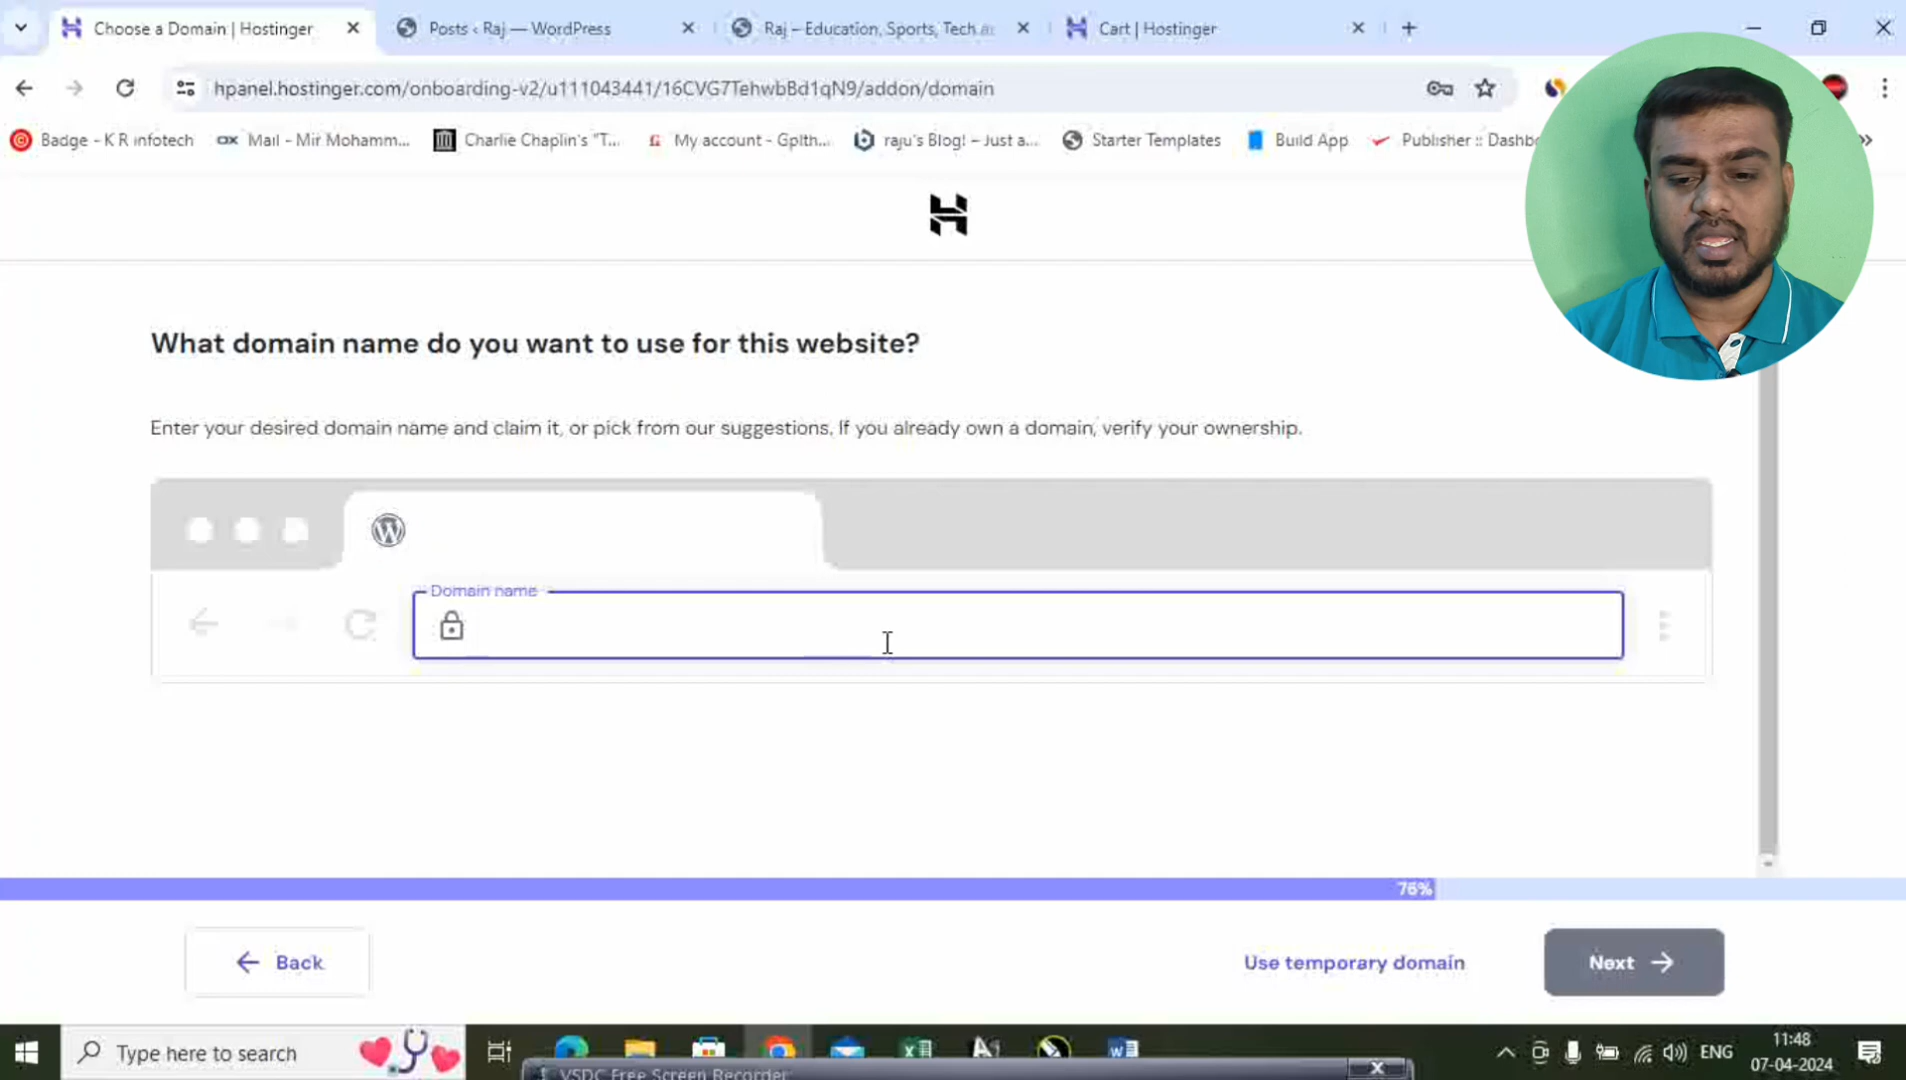 Choose a Domain | Hostinger
Posts ‹ Raj — WordPress
Raj – Education, Sports, Tech a
Cart | Hostinger
hpanel.hostinger.com/onboarding-v2/u111043441/16CVG7TehwbBd1qN9/addon/domain
Badge - K R infotech
Mail - Mir Mohamm...
Charlie Chaplin's "T...
My account - Gplth...
raju's Blog! – Just a...
Starter Templates
Build App
Publisher :: Dashb
What domain name do you want to use for this website?
Enter your desired domain name and claim it, or pick from our suggestions. If you already own a domain, verify your ownership.
Domain name
76%
Back
Use temporary domain
Next
Type here to search
VSDC Free Screen Recorder
ENG
11:48
07-04-2024